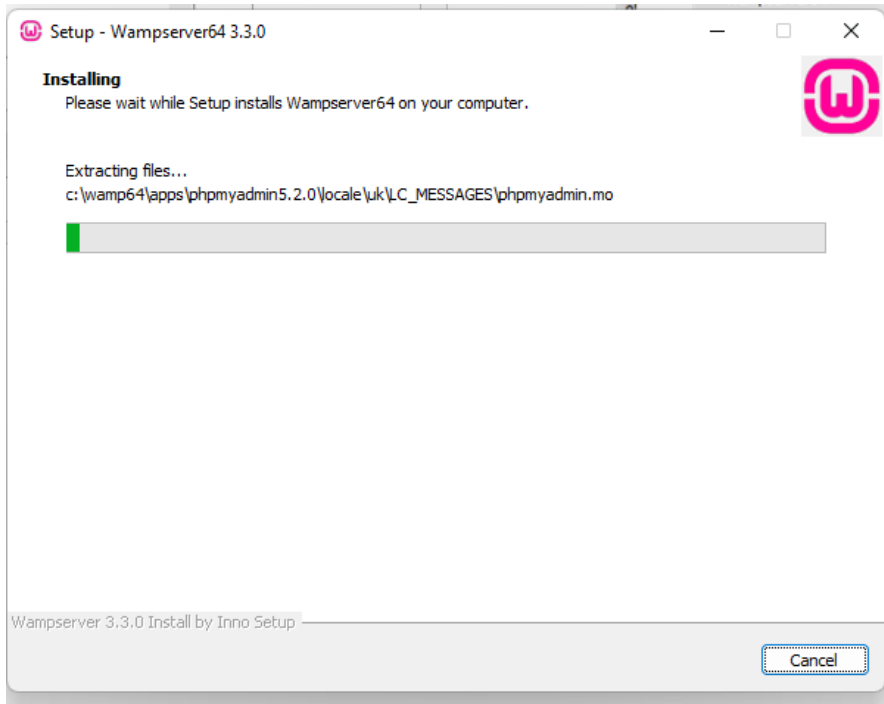 Setup - Wampserver64 3.3.0
Installing
Please wait while Setup installs Wampserver64 on your computer.
Extracting files...
c:\wamp64\apps\phpmyadmin5.2.0\locale\uk\LC_MESSAGES\phpmyadmin.mo
Wampserver 3.3.0 Install by Inno Setup
Cancel